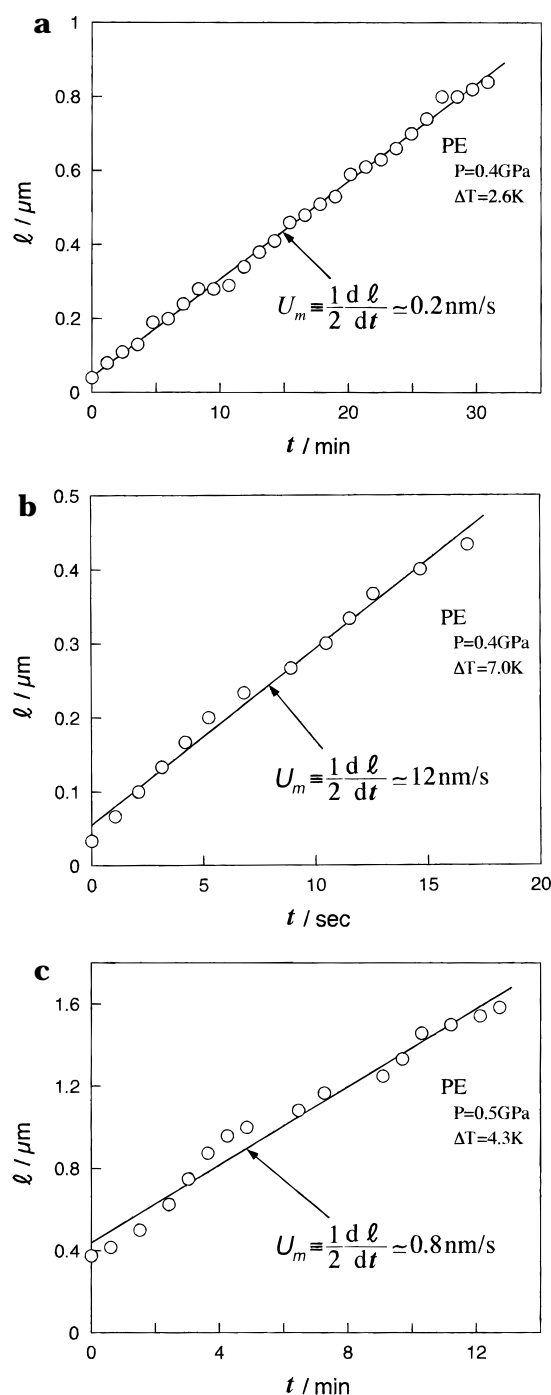 a
1
0.8
0.6
0.4
0.2
0
ℓ / μm
PE
P=0.4GPa
ΔT=2.6K
U_m ≡ 1/2 dℓ/dt ≃ 0.2nm/s
0 10 20 30
t / min
b
0.5
0.4
0.3
0.2
0.1
0
ℓ / μm
PE
P=0.4GPa
ΔT=7.0K
U_m ≡ 1/2 dℓ/dt ≃ 12nm/s
0 5 10 15 20
t / sec
c
1.6
1.2
0.8
0.4
0
ℓ / μm
PE
P=0.5GPa
ΔT=4.3K
U_m ≡ 1/2 dℓ/dt ≃ 0.8nm/s
0 4 8 12
t / min